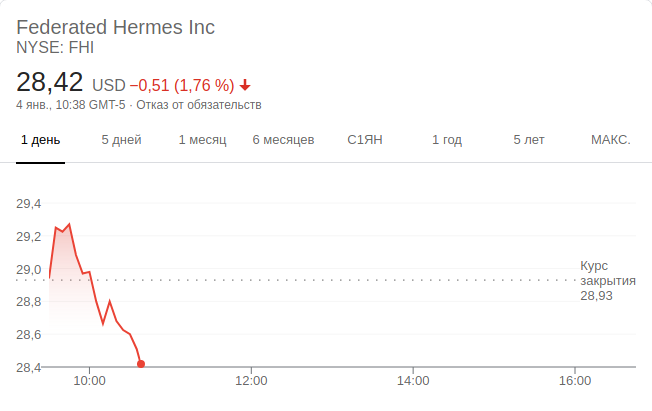 Federated Hermes Inc
NYSE: FHI
28,42 USD −0,51 (1,76 %)
4 янв., 10:38 GMT-5 · Отказ от обязательств
1 день 5 дней 1 месяц 6 месяцев С1ЯН 1 год 5 лет МАКС.
29,4
29,2
29,0
28,8
28,6
28,4
Курс
закрытия
28,93
10:00 12:00 14:00 16:00